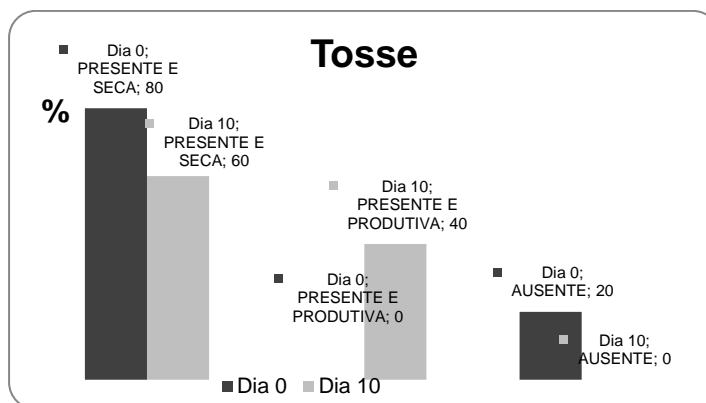 Tosse
%
Dia 0;
PRESENTE E
SECA; 80
Dia 10;
PRESENTE E
SECA; 60
Dia 0;
PRESENTE E
PRODUTIVA; 0
Dia 10;
PRESENTE E
PRODUTIVA; 40
Dia 0;
AUSENTE; 20
Dia 10;
AUSENTE; 0
Dia 0 Dia 10